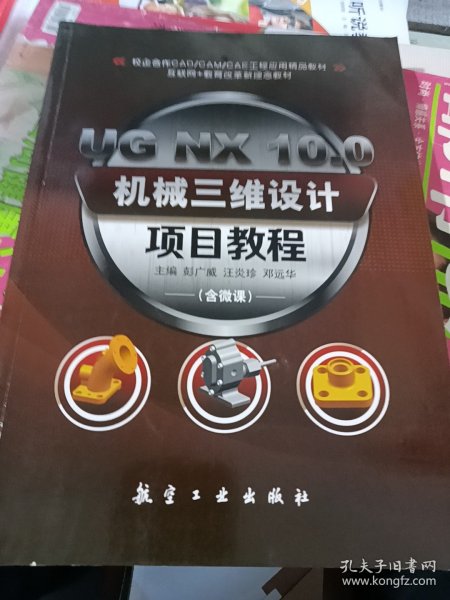 校企合作CAD/CAM/CAE工程应用精品教材
互联网+教育改革新理念教材
UG NX 10.0
机械三维设计
项目教程
主编 彭广威 汪炎珍 邓远华
(含微课)
航空工业出版社
孔夫子旧书网
www.kongfz.com